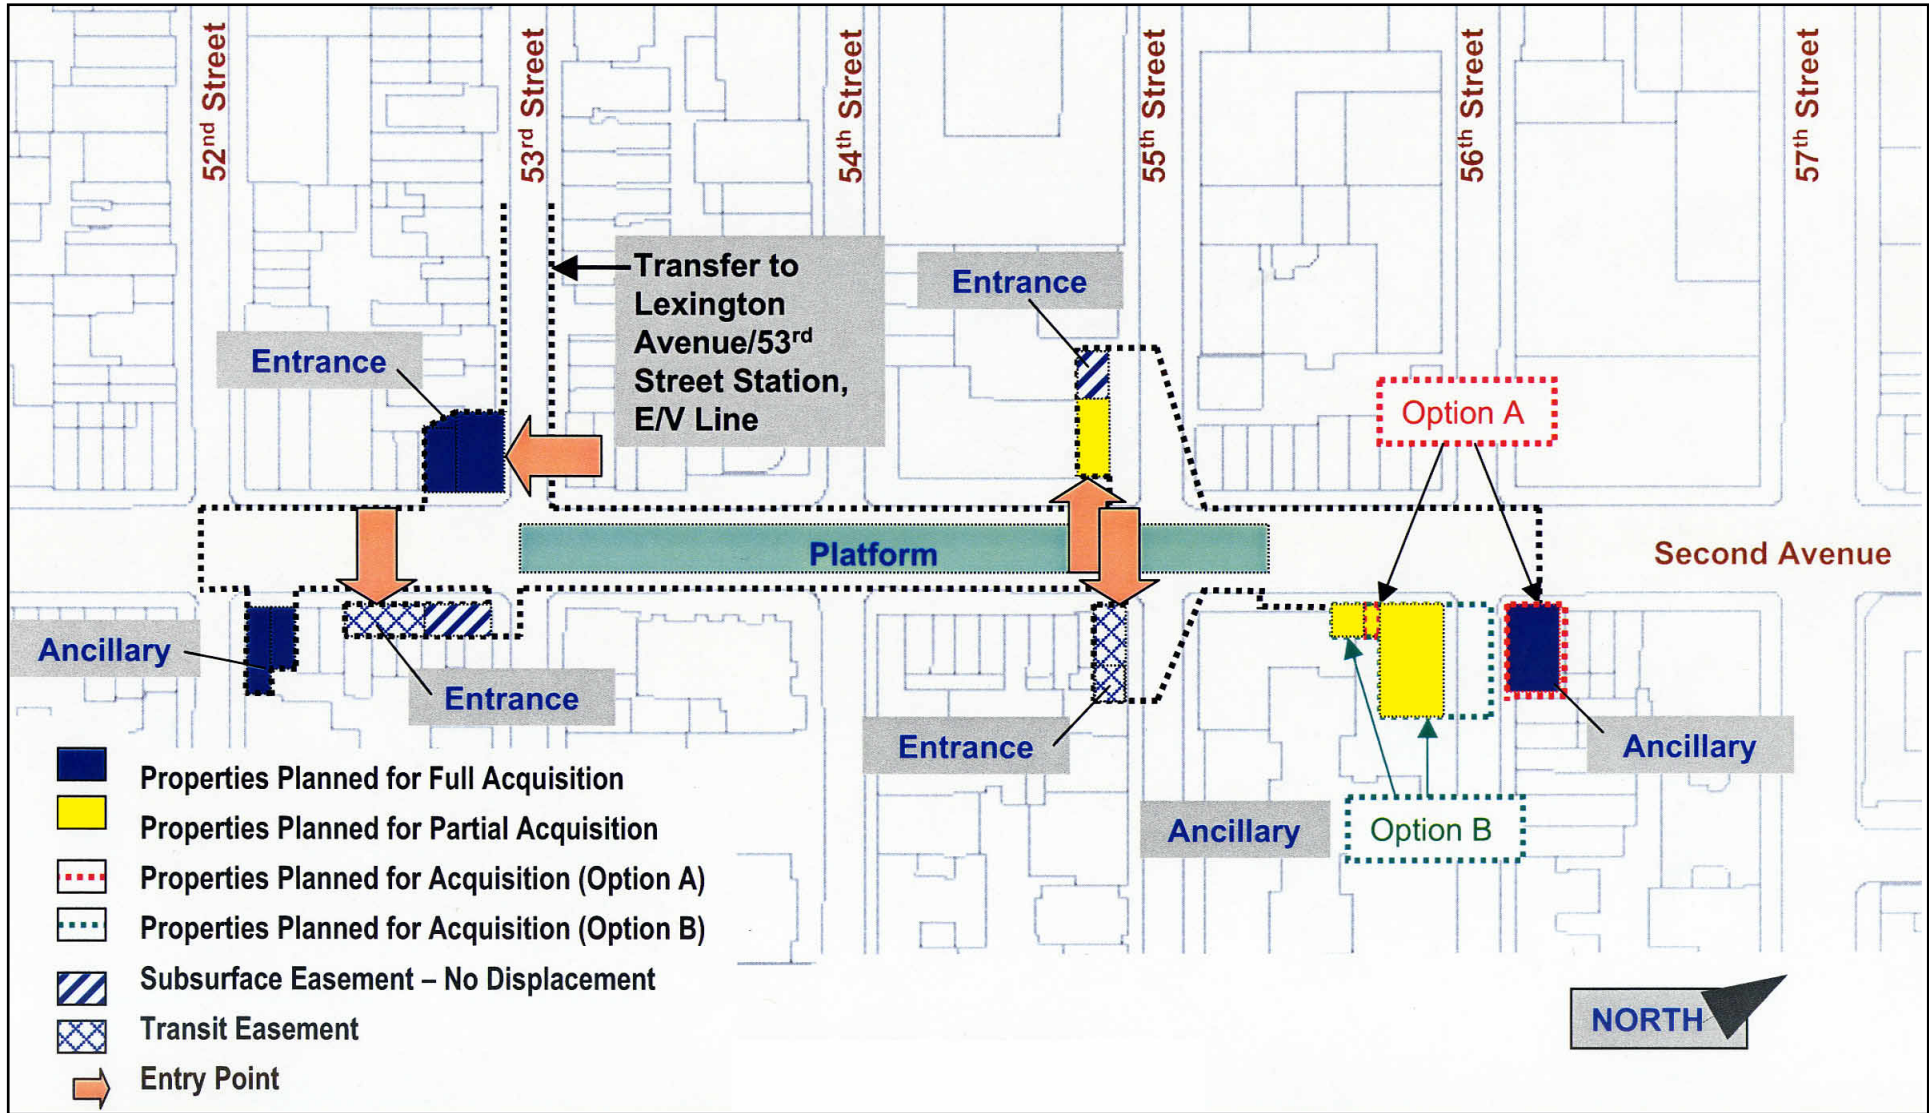 52nd Street
53rd Street
54th Street
55th Street
56th Street
57th Street
Transfer to
Lexington
Avenue/53rd
Street Station,
E/V Line
Entrance
Entrance
Option A
Platform
Second Avenue
Ancillary
Entrance
Entrance
Ancillary
Ancillary
Option B
Properties Planned for Full Acquisition
Properties Planned for Partial Acquisition
Properties Planned for Acquisition (Option A)
Properties Planned for Acquisition (Option B)
Subsurface Easement – No Displacement
Transit Easement
Entry Point
NORTH